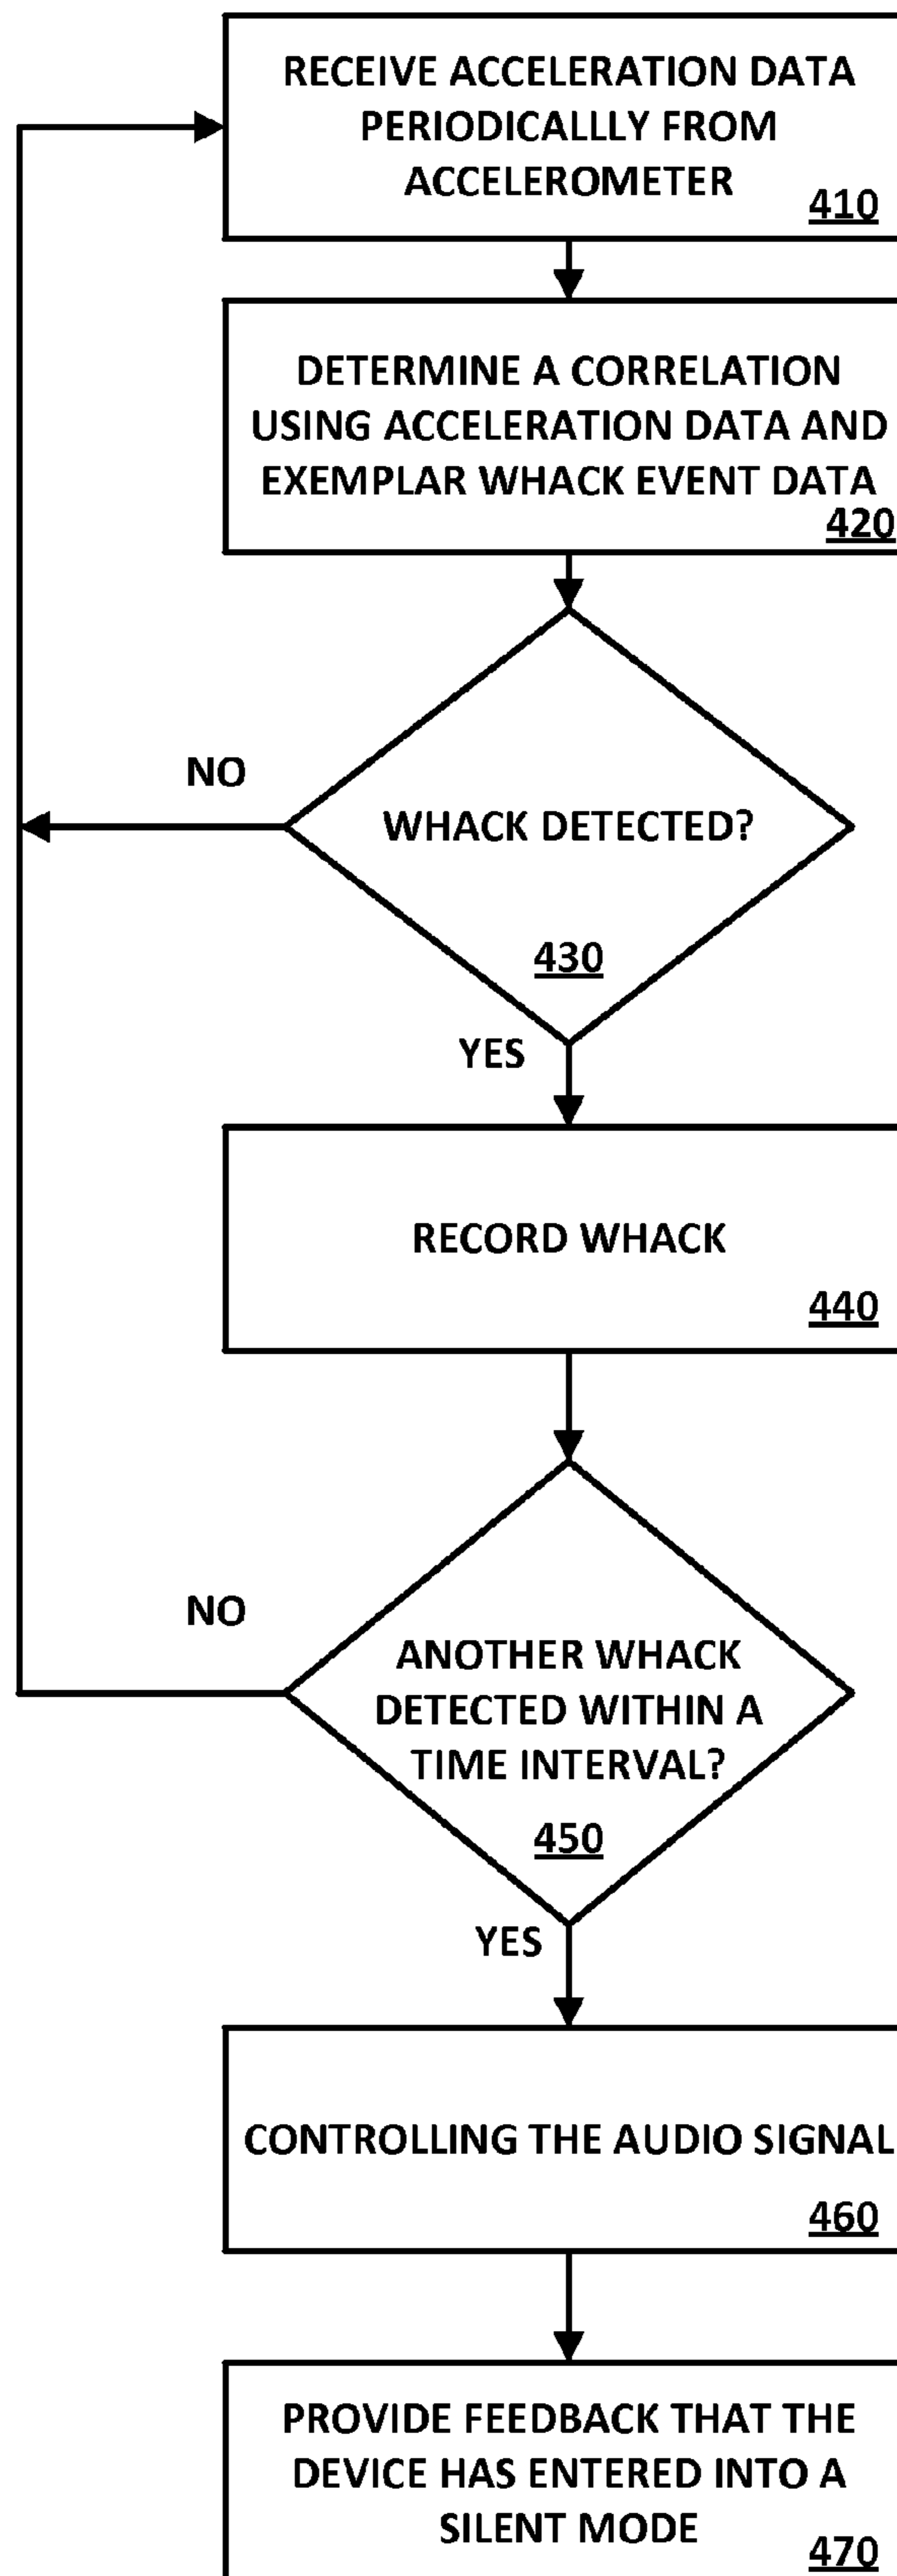 RECEIVE ACCELERATION DATA
PERIODICALLLY FROM
ACCELEROMETER
410
DETERMINE A CORRELATION
USING ACCELERATION DATA AND
EXEMPLAR WHACK EVENT DATA
420
NO
WHACK DETECTED?
430
YES
RECORD WHACK
440
NO
ANOTHER WHACK
DETECTED WITHIN A
TIME INTERVAL?
450
YES
CONTROLLING THE AUDIO SIGNAL
460
PROVIDE FEEDBACK THAT THE
DEVICE HAS ENTERED INTO A
SILENT MODE
470